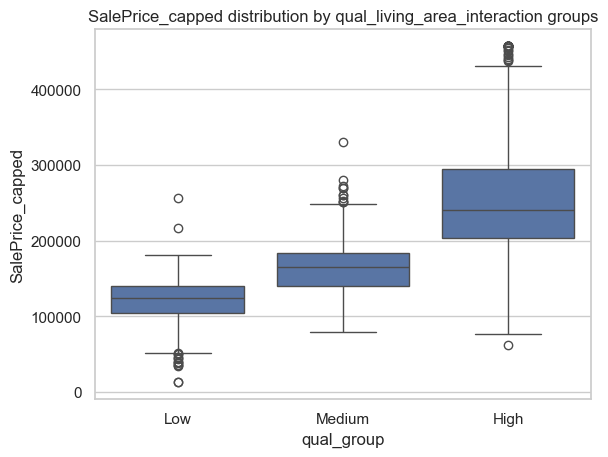 SalePrice_capped distribution by qual_living_area_interaction groups
SalePrice_capped
400000
300000
200000
100000
0
Low Medium High
qual_group